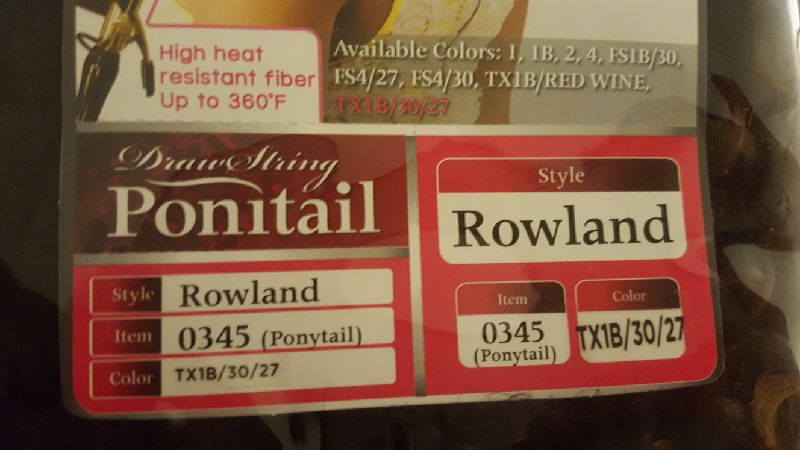 High heat
resistant fiber
Up to 360°F
Available Colors: 1, 1B, 2, 4, FS1B/30,
FS4/27, FS4/30, TX1B/RED WINE,
TX1B/30/27
DrawString
Ponitail
Style Rowland
Item 0345 (Ponytail)
Color TX1B/30/27
Style
Rowland
Item
0345
(Ponytail)
Color
TX1B/30/27